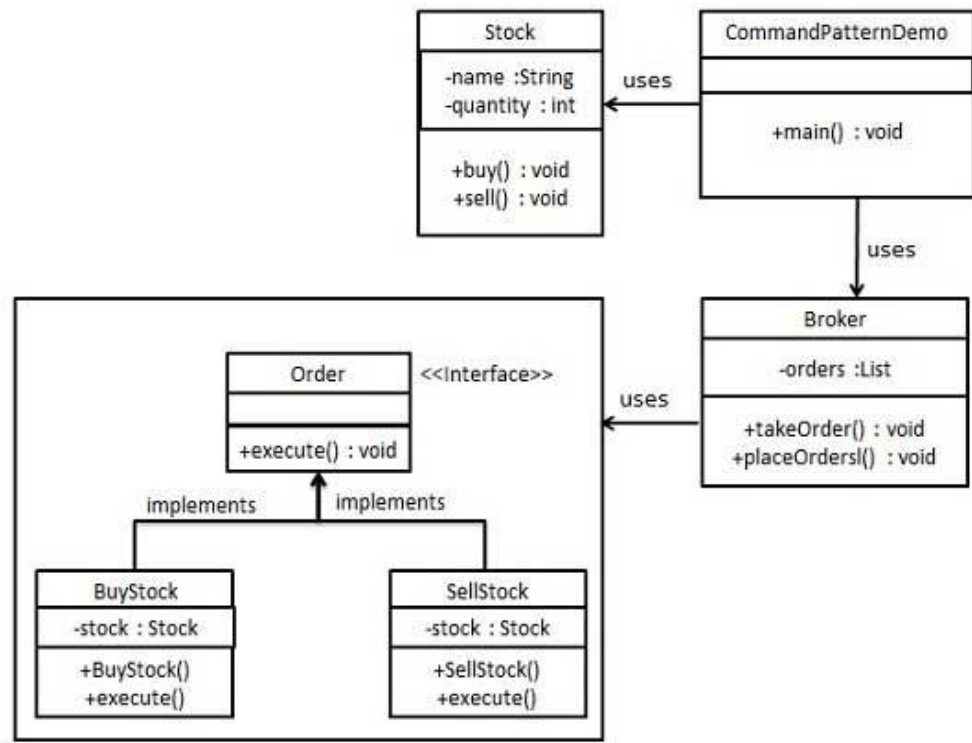 Stock
-name :String
-quantity : int
+buy() : void
+sell() : void
uses
CommandPatternDemo
+main() : void
uses
Broker
-orders :List
+takeOrder() : void
+placeOrdersl() : void
uses
Order
<<Interface>>
+execute() : void
implements
implements
BuyStock
-stock : Stock
+BuyStock()
+execute()
SellStock
-stock : Stock
+SellStock()
+execute()